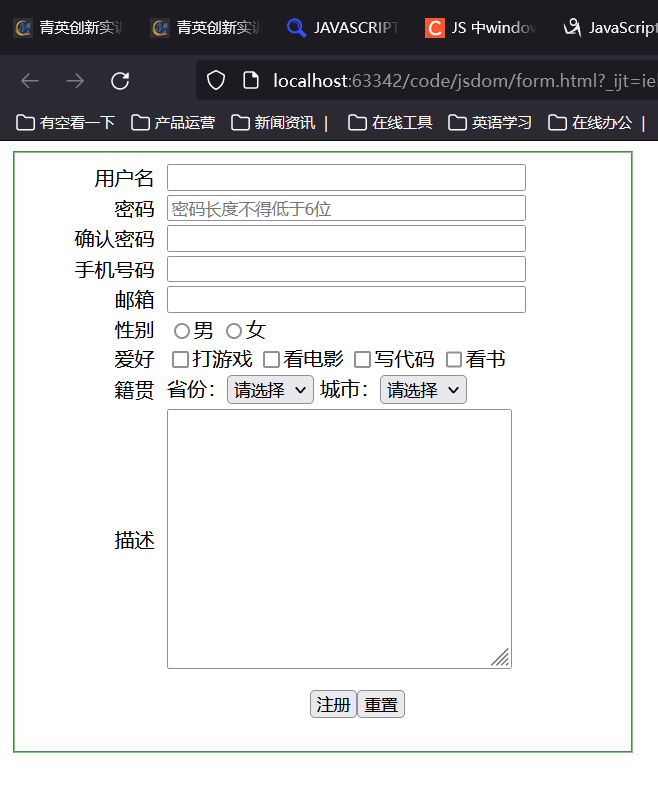 青英创新实训 青英创新实训 JAVASCRIPT JS 中window JavaScript
localhost:63342/code/jsdom/form.html?_ijt=ie
有空看一下 产品运营 新闻资讯 | 在线工具 英语学习 在线办公 |
用户名
密码 密码长度不得低于6位
确认密码
手机号码
邮箱
性别 男 女
爱好 打游戏 看电影 写代码 看书
籍贯 省份： 请选择 城市： 请选择
描述
注册 重置